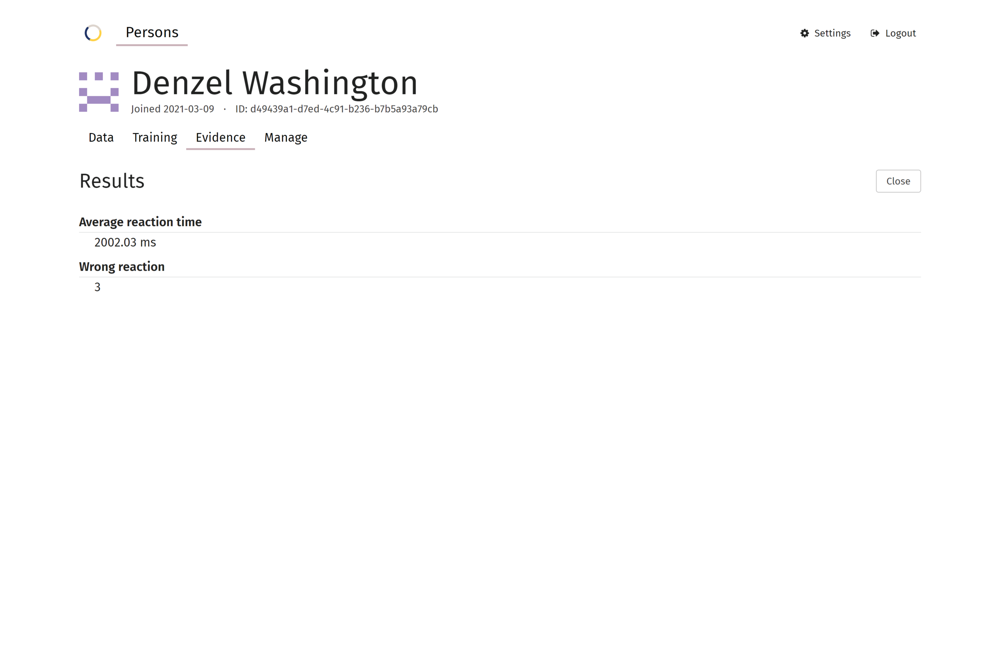 Persons
Settings
Logout
Denzel Washington
Joined 2021-03-09 · ID: d49439a1-d7ed-4c91-b236-b7b5a93a79cb
Data Training Evidence Manage
Results
Close
Average reaction time
2002.03 ms
Wrong reaction
3